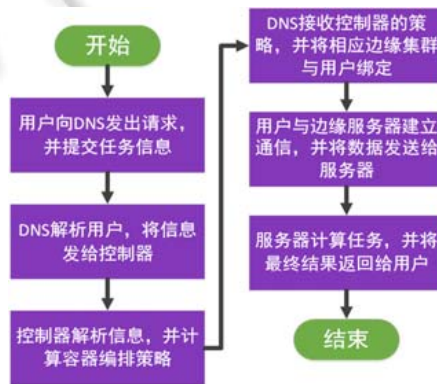 开始
用户向DNS发出请求，
并提交任务信息
DNS解析用户，将信息
发给控制器
控制器解析信息，并计
算容器编排策略
DNS接收控制器的策
略，并将相应边缘集群
与用户绑定
用户与边缘服务器建立
通信，并将数据发送给
服务器
服务器计算任务，并将
最终结果返回给用户
结束